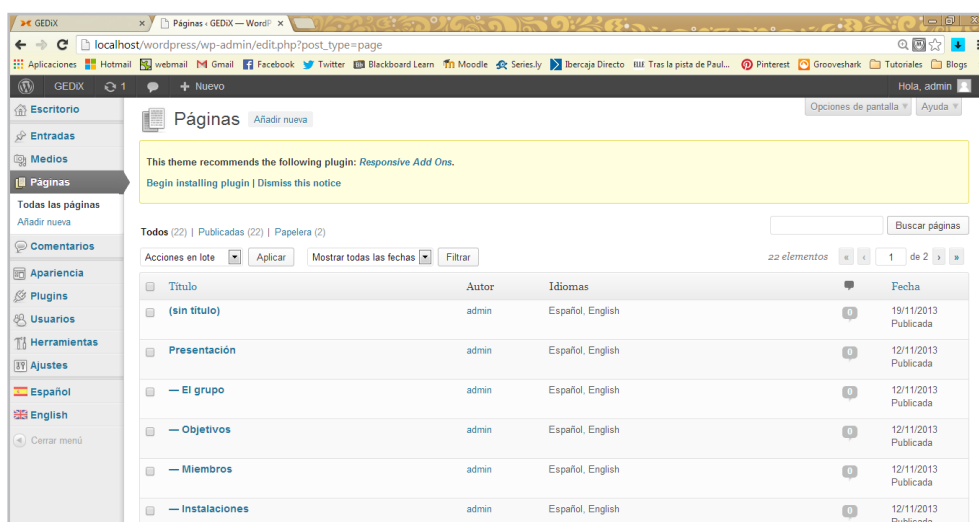 GEDiX
Páginas ‹ GEDiX — WordP
localhost/wordpress/wp-admin/edit.php?post_type=page
Aplicaciones Hotmail webmail Gmail Facebook Twitter Blackboard Learn Moodle Series.ly Ibercaja Directo Tras la pista de Paul... Pinterest Grooveshark Tutoriales Blogs
GEDiX 1 + Nuevo Hola, admin
Escritorio
Entradas
Medios
Páginas
Todas las páginas
Añadir nueva
Comentarios
Apariencia
Plugins
Usuarios
Herramientas
Ajustes
Español
English
Cerrar menú
Opciones de pantalla Ayuda
Páginas Añadir nueva
This theme recommends the following plugin: Responsive Add Ons.
Begin installing plugin | Dismiss this notice
Todos (22) | Publicadas (22) | Papelera (2)
Buscar páginas
Acciones en lote Aplicar Mostrar todas las fechas Filtrar 22 elementos « ‹ 1 de 2 › »
Título Autor Idiomas Fecha
(sin título) admin Español, English 0 19/11/2013
Publicada
Presentación admin Español, English 0 12/11/2013
Publicada
— El grupo admin Español, English 0 12/11/2013
Publicada
— Objetivos admin Español, English 0 12/11/2013
Publicada
— Miembros admin Español, English 0 12/11/2013
Publicada
— Instalaciones admin Español, English 0 12/11/2013
Publicada